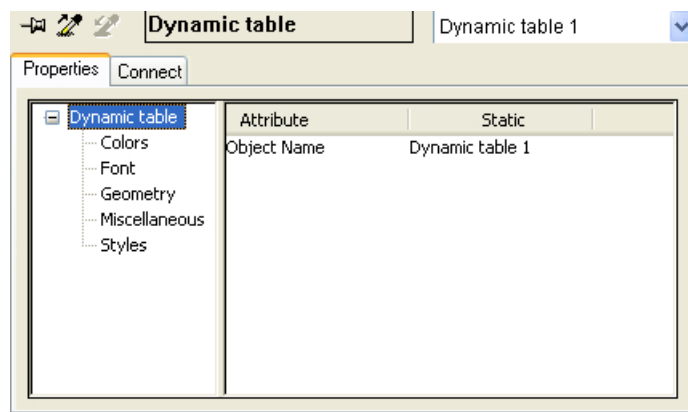 Dynamic table Dynamic table 1
Properties Connect
Dynamic table Attribute Static
Colors Object Name Dynamic table 1
Font
Geometry
Miscellaneous
Styles